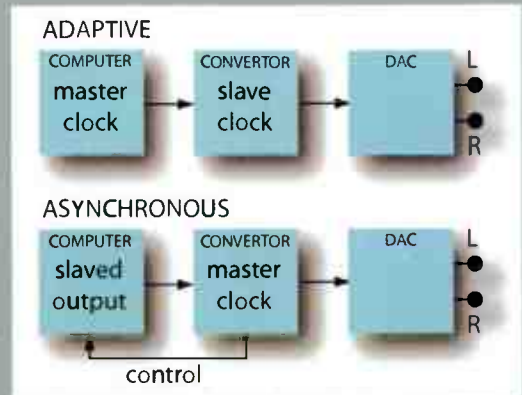 ADAPTIVE
COMPUTER
master
clock
CONVERTOR
slave
clock
DAC
L
R
ASYNCHRONOUS
COMPUTER
slaved
output
CONVERTOR
master
clock
DAC
L
R
control